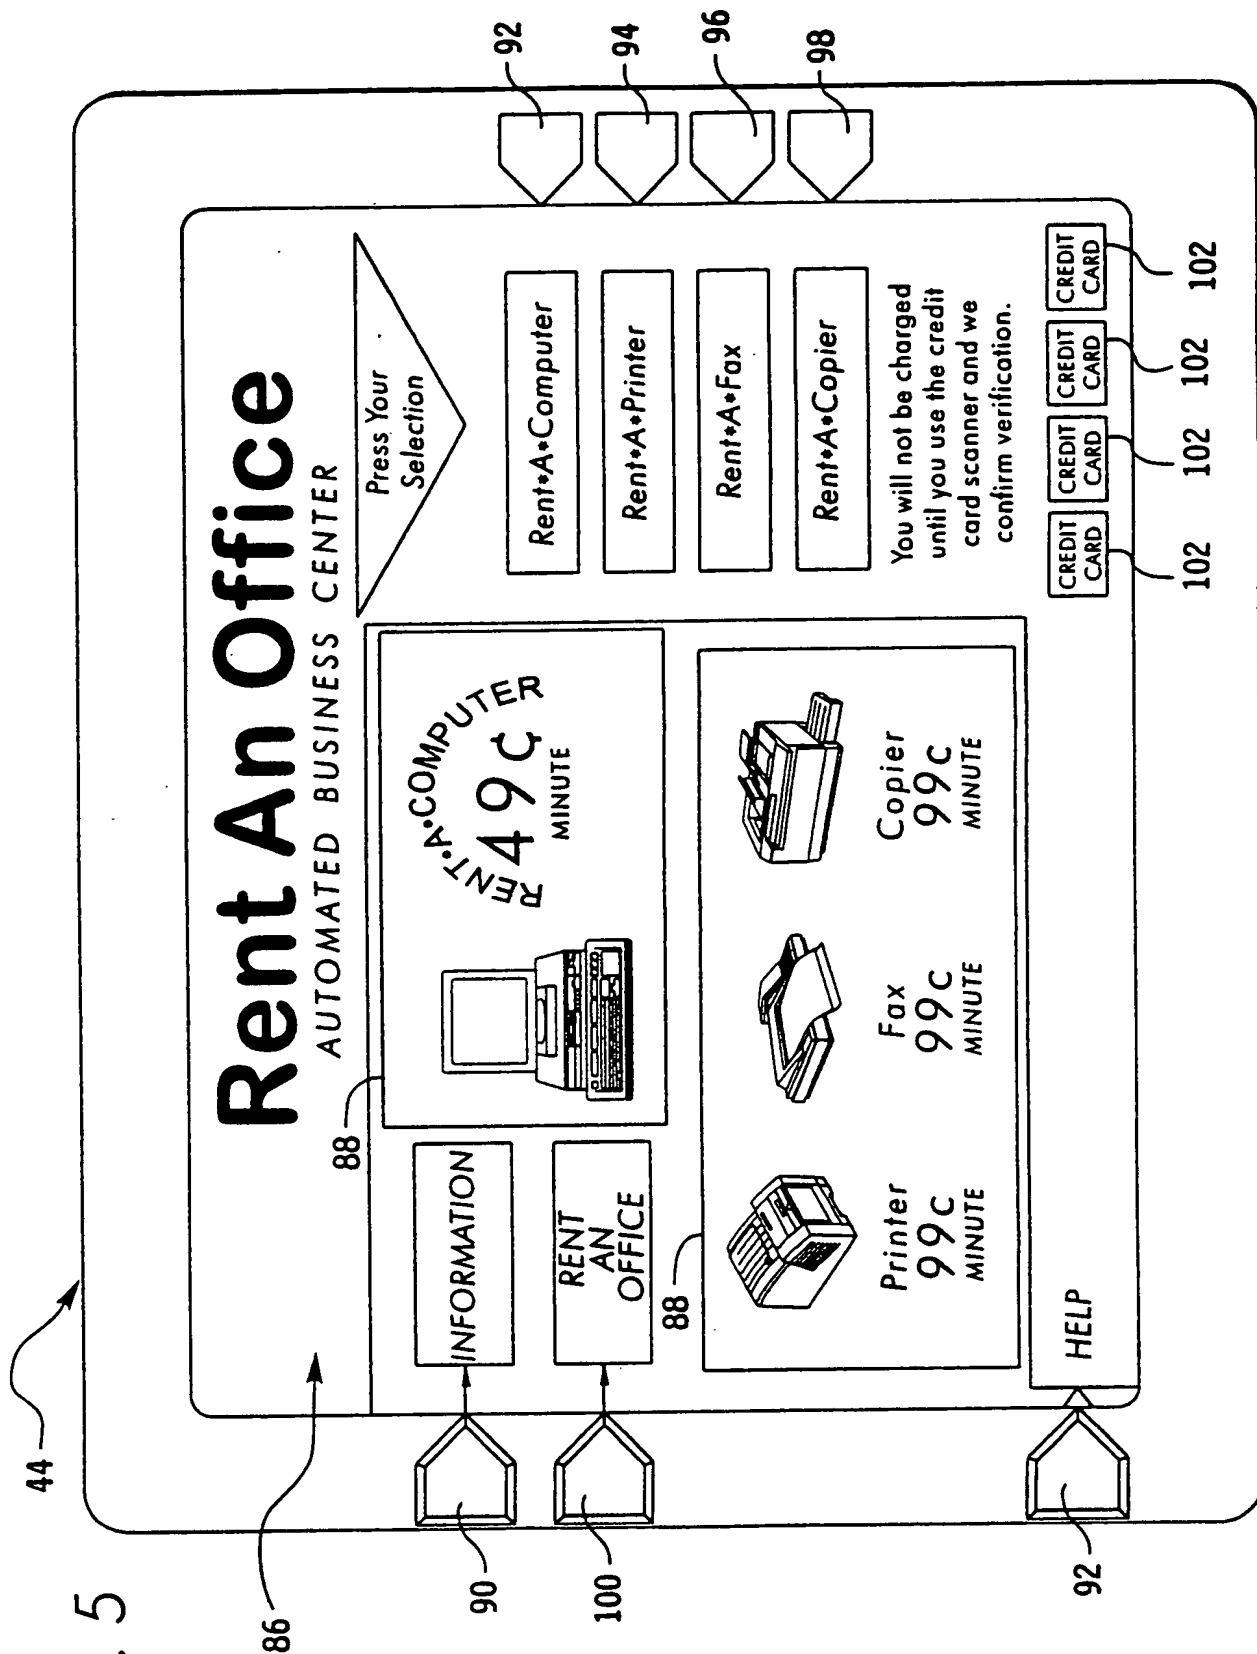 . 5
44
86
Rent An Office
AUTOMATED BUSINESS CENTER
88
90
INFORMATION
100
RENT
AN
OFFICE
RENT•A•COMPUTER
49¢
MINUTE
88
Printer
99¢
MINUTE
Fax
99¢
MINUTE
Copier
99¢
MINUTE
92
HELP
Press Your
Selection
Rent*A*Computer
92
Rent*A*Printer
94
Rent*A*Fax
96
Rent*A*Copier
98
You will not be charged
until you use the credit
card scanner and we
confirm verification.
CREDIT
CARD
CREDIT
CARD
CREDIT
CARD
CREDIT
CARD
102
102
102
102